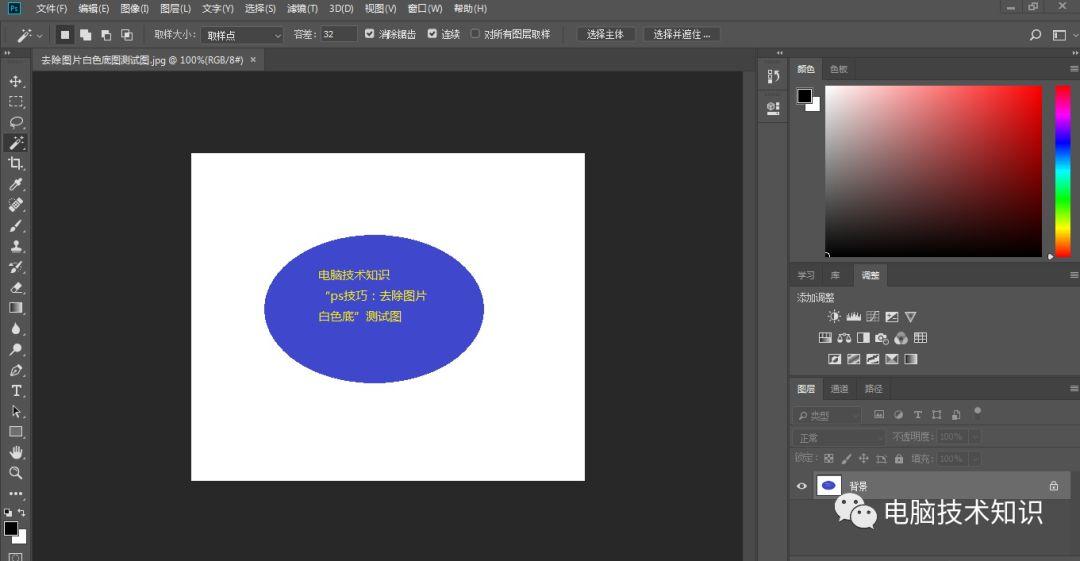 Ps 文件(F) 编辑(E) 图像(I) 图层(L) 文字(Y) 选择(S) 滤镜(T) 3D(D) 视图(V) 窗口(W) 帮助(H)
取样大小: 取样点 容差: 32 消除锯齿 连续 对所有图层取样 选择主体 选择并遮住 ...
去除图片白色底图测试图.jpg @ 100%(RGB/8#) ×
电脑技术知识
“ps技巧：去除图片
白色底”测试图
颜色 色板
学习 库 调整
添加调整
图层 通道 路径
类型
正常 不透明度: 100%
锁定: 填充: 100%
背景
电脑技术知识